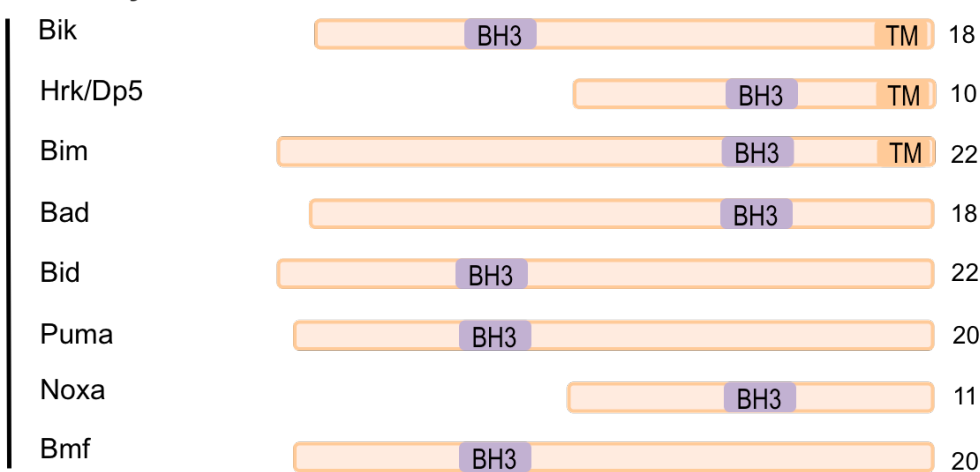 Bik BH3 TM 18
Hrk/Dp5 BH3 TM 10
Bim BH3 TM 22
Bad BH3 18
Bid BH3 22
Puma BH3 20
Noxa BH3 11
Bmf BH3 20